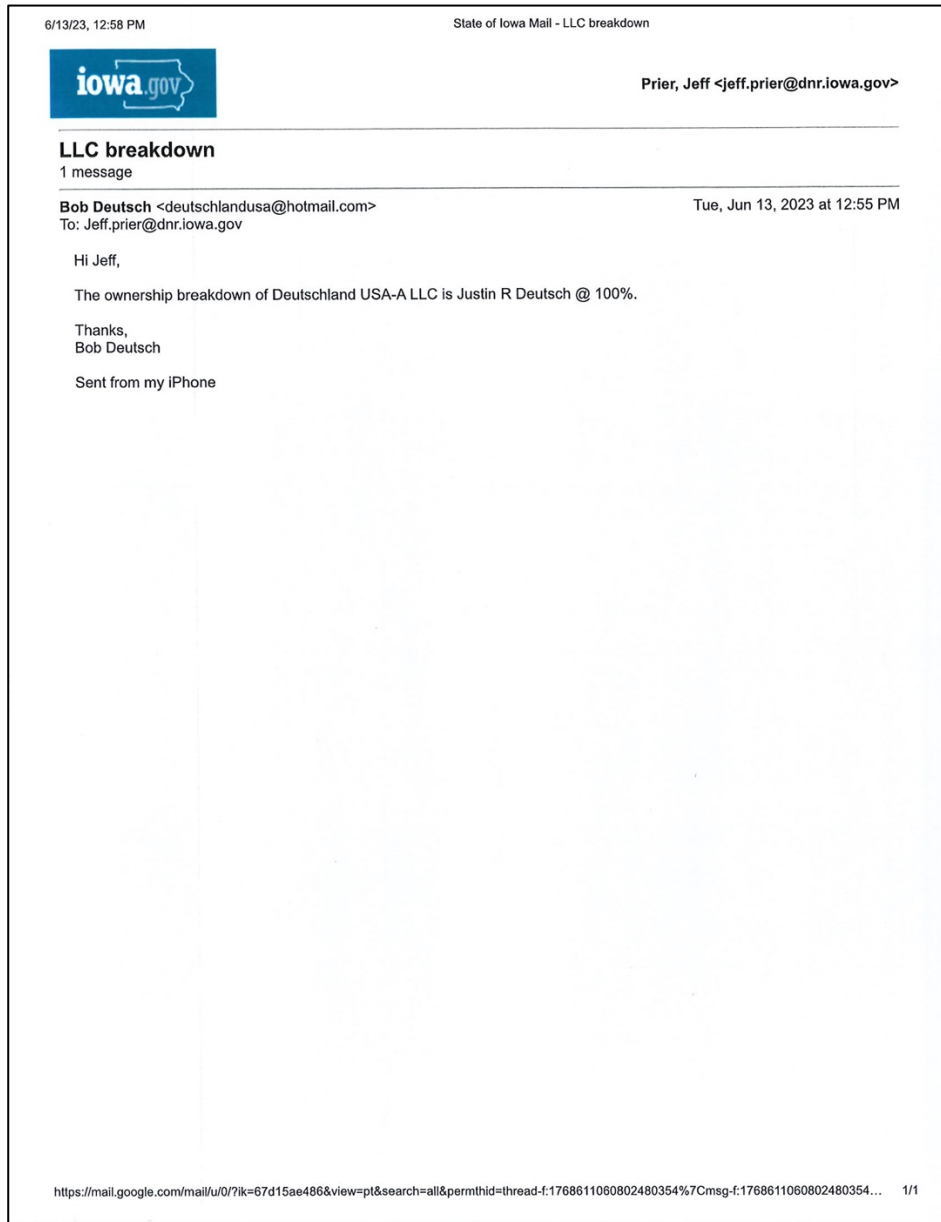 6/13/23, 12:58 PM State of Iowa Mail - LLC breakdown
iowa.gov
Prier, Jeff <jeff.prier@dnr.iowa.gov>
LLC breakdown
1 message
Bob Deutsch <deutschlandusa@hotmail.com> Tue, Jun 13, 2023 at 12:55 PM
To: Jeff.prier@dnr.iowa.gov
Hi Jeff,
The ownership breakdown of Deutschland USA-A LLC is Justin R Deutsch @ 100%.
Thanks,
Bob Deutsch
Sent from my iPhone
https://mail.google.com/mail/u/0/?ik=67d15ae486&view=pt&search=all&permthid=thread-f:1768611060802480354%7Cmsg-f:1768611060802480354... 1/1